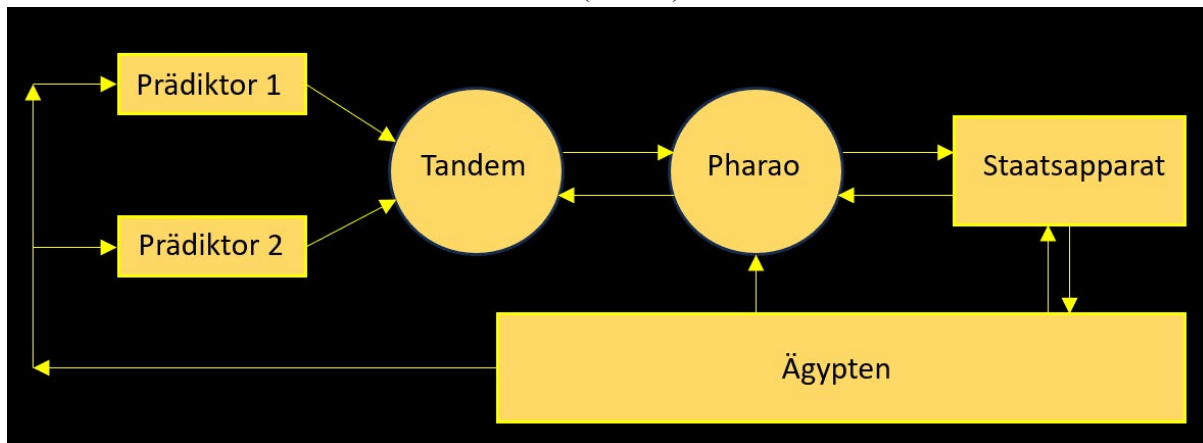 Prädiktor 1
Tandem
Pharao
Staatsapparat
Prädiktor 2
Ägypten